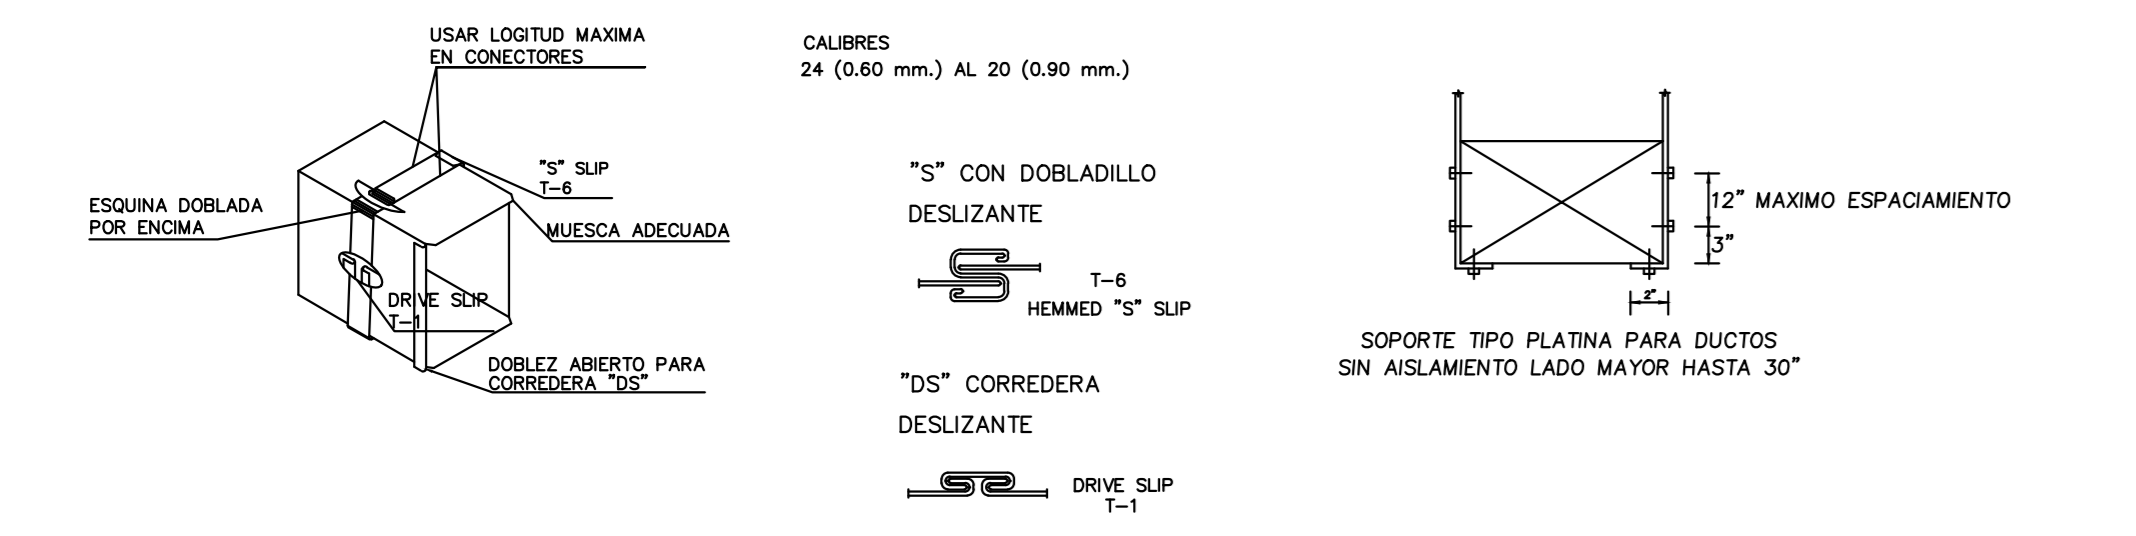 USAR LOGITUD MAXIMA
EN CONECTORES
"S" SLIP
T-6
ESQUINA DOBLADA
POR ENCIMA
MUESCA ADECUADA
DRIVE SLIP
T-1
DOBLEZ ABIERTO PARA
CORREDERA "DS"
CALIBRES
24 (0.60 mm.) AL 20 (0.90 mm.)
"S" CON DOBLADILLO
DESLIZANTE
T-6
HEMMED "S" SLIP
"DS" CORREDERA
DESLIZANTE
DRIVE SLIP
T-1
12" MAXIMO ESPACIAMIENTO
3"
2"
SOPORTE TIPO PLATINA PARA DUCTOS
SIN AISLAMIENTO LADO MAYOR HASTA 30"